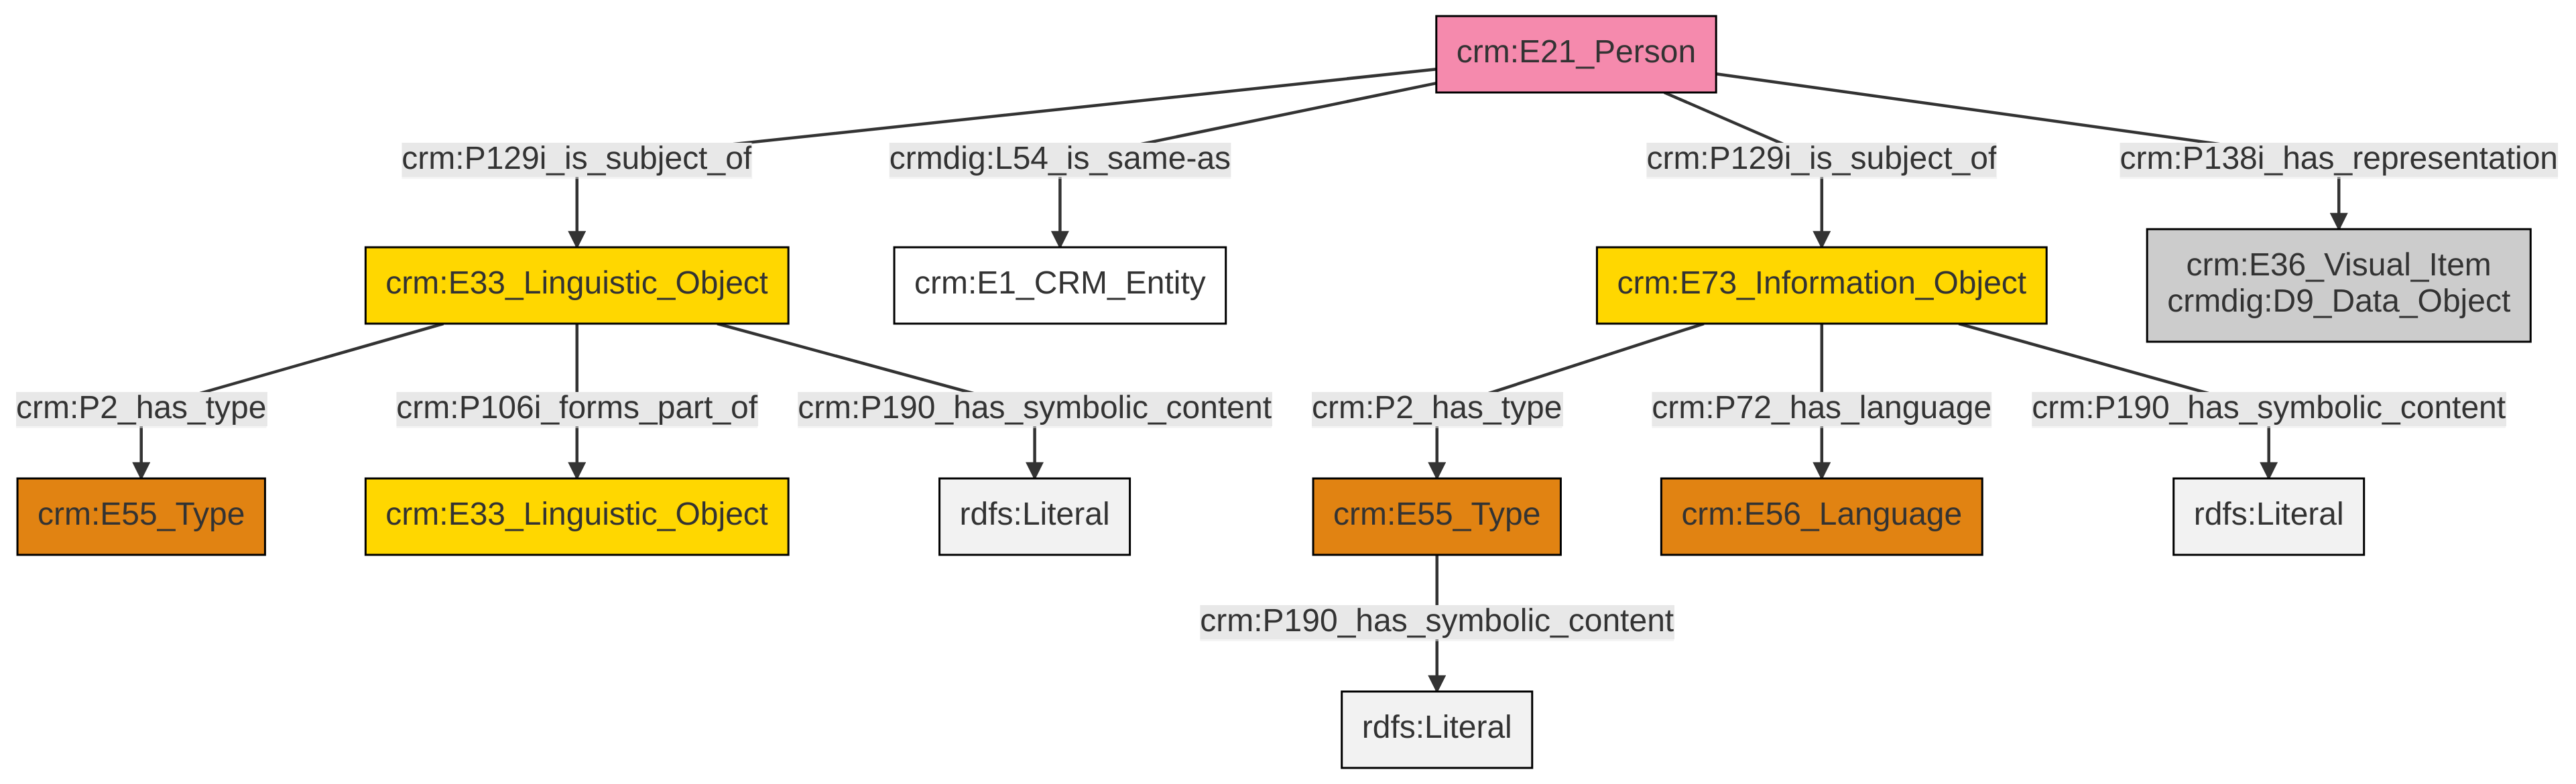 crm:E21_Person
crm:P129i_is_subject_of
crmdig:L54_is_same-as
crm:P129i_is_subject_of
crm:P138i_has_representation
crm:E33_Linguistic_Object
crm:E1_CRM_Entity
crm:E73_Information_Object
crm:E36_Visual_Item
crmdig:D9_Data_Object
crm:P2_has_type
crm:P106i_forms_part_of
crm:P190_has_symbolic_content
crm:P2_has_type
crm:P72_has_language
crm:P190_has_symbolic_content
crm:E55_Type
crm:E33_Linguistic_Object
rdfs:Literal
crm:E55_Type
crm:E56_Language
rdfs:Literal
crm:P190_has_symbolic_content
rdfs:Literal